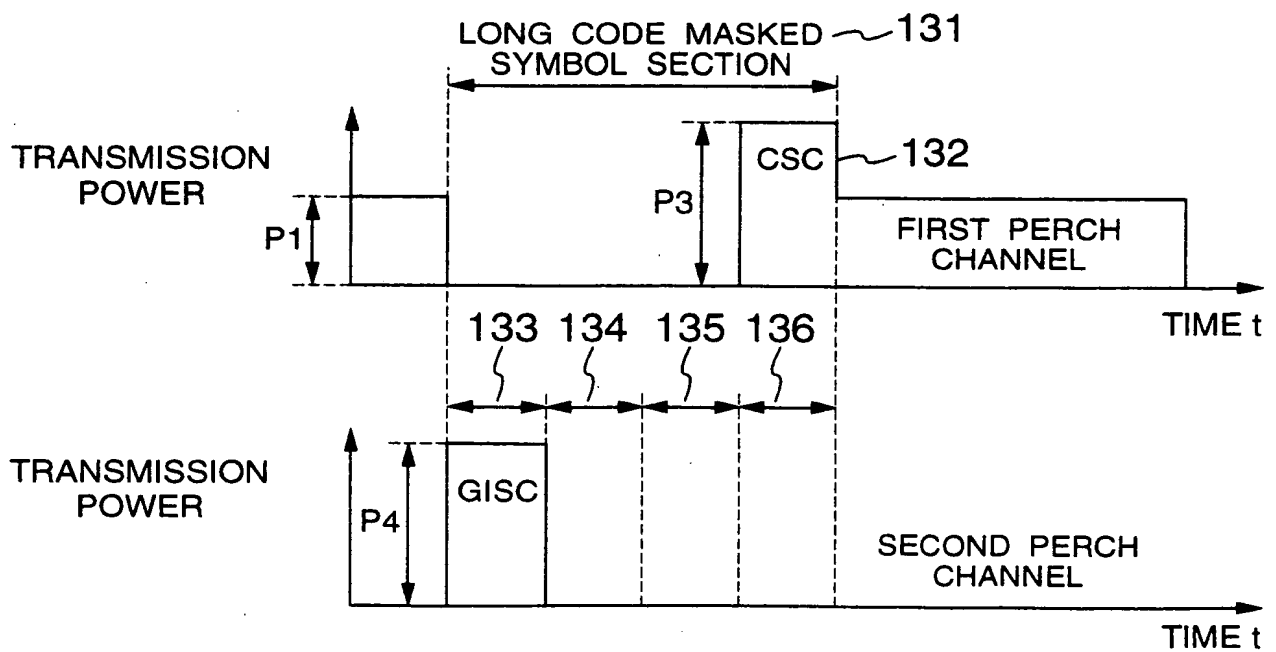 LONG CODE MASKED 131
SYMBOL SECTION
TRANSMISSION
POWER
P1
P3
CSC
132
FIRST PERCH
CHANNEL
TIME t
133 134 135 136
TRANSMISSION
POWER
P4
GISC
SECOND PERCH
CHANNEL
TIME t